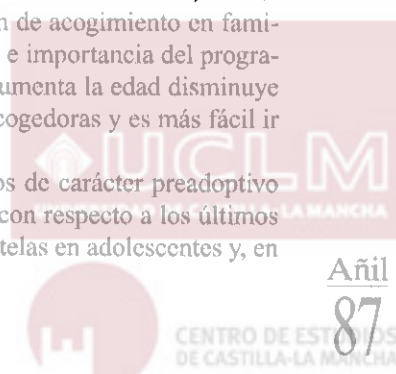 n de acogimiento en fami-
e importancia del progra-
umenta la edad disminuye
cogedoras y es más fácil ir
os de carácter preadoptivo
con respecto a los últimos
telas en adolescentes y, en
UCLM
UNIVERSIDAD DE CASTILLA-LA MANCHA
Añil
87
CENTRO DE ESTUDIOS
DE CASTILLA-LA MANCHA